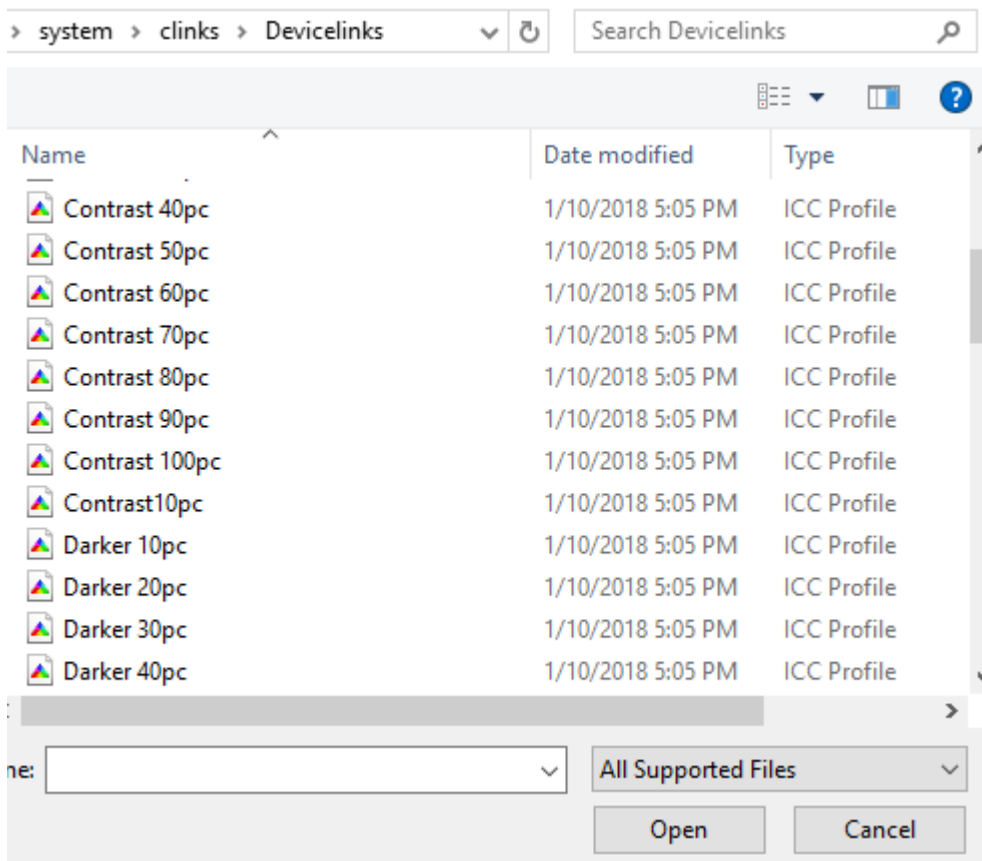 > system > clinks > Devicelinks Search Devicelinks
?
Name Date modified Type
Contrast 40pc 1/10/2018 5:05 PM ICC Profile
Contrast 50pc 1/10/2018 5:05 PM ICC Profile
Contrast 60pc 1/10/2018 5:05 PM ICC Profile
Contrast 70pc 1/10/2018 5:05 PM ICC Profile
Contrast 80pc 1/10/2018 5:05 PM ICC Profile
Contrast 90pc 1/10/2018 5:05 PM ICC Profile
Contrast 100pc 1/10/2018 5:05 PM ICC Profile
Contrast10pc 1/10/2018 5:05 PM ICC Profile
Darker 10pc 1/10/2018 5:05 PM ICC Profile
Darker 20pc 1/10/2018 5:05 PM ICC Profile
Darker 30pc 1/10/2018 5:05 PM ICC Profile
Darker 40pc 1/10/2018 5:05 PM ICC Profile
ne: All Supported Files
Open Cancel